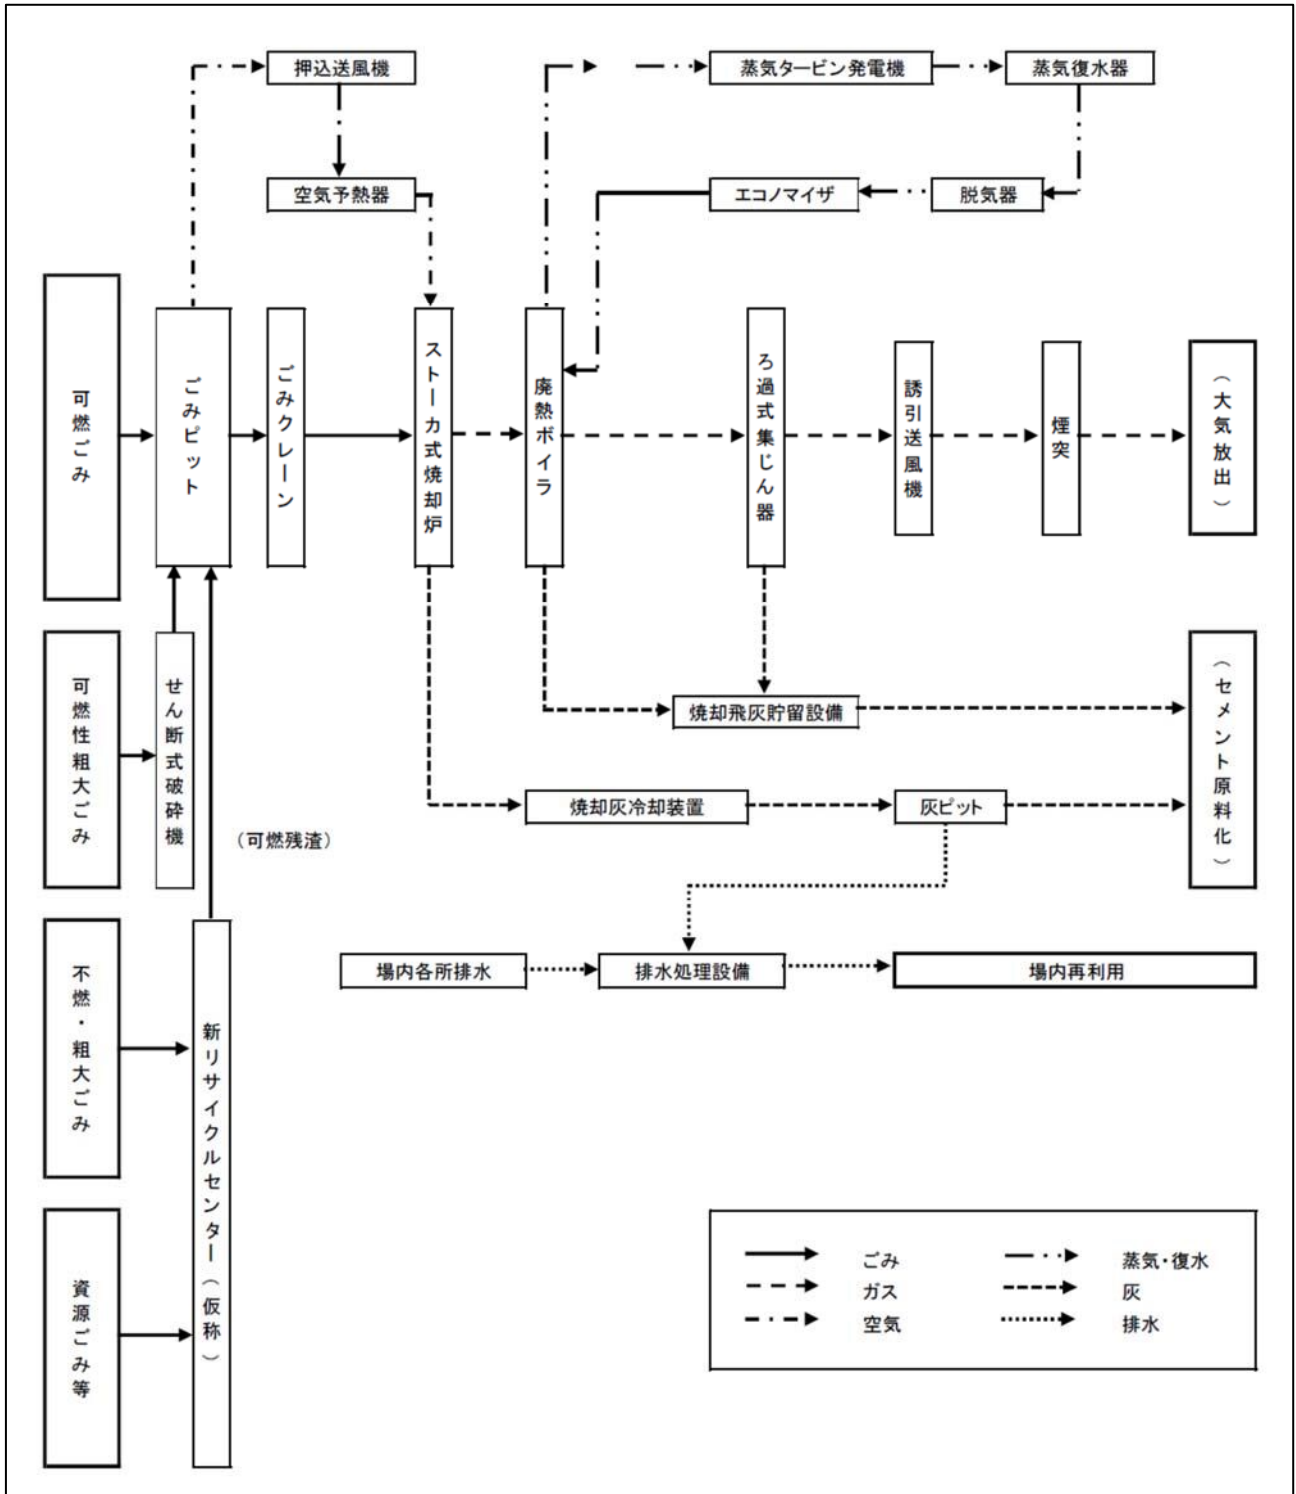 押込送風機
蒸気タービン発電機
蒸気復水器
空気予熱器
エコノマイザ
脱気器
可燃ごみ
ごみピット
ごみクレーン
ストーカ式焼却炉
廃熱ボイラ
ろ過式集じん器
誘引送風機
煙突
（大気放出）
可燃性粗大ごみ
せん断式破砕機
（可燃残渣）
焼却飛灰貯留設備
（セメント原料化）
焼却灰冷却装置
灰ピット
不燃・粗大ごみ
新リサイクルセンター（仮称）
場内各所排水
排水処理設備
場内再利用
資源ごみ等
ごみ
蒸気・復水
ガス
灰
空気
排水